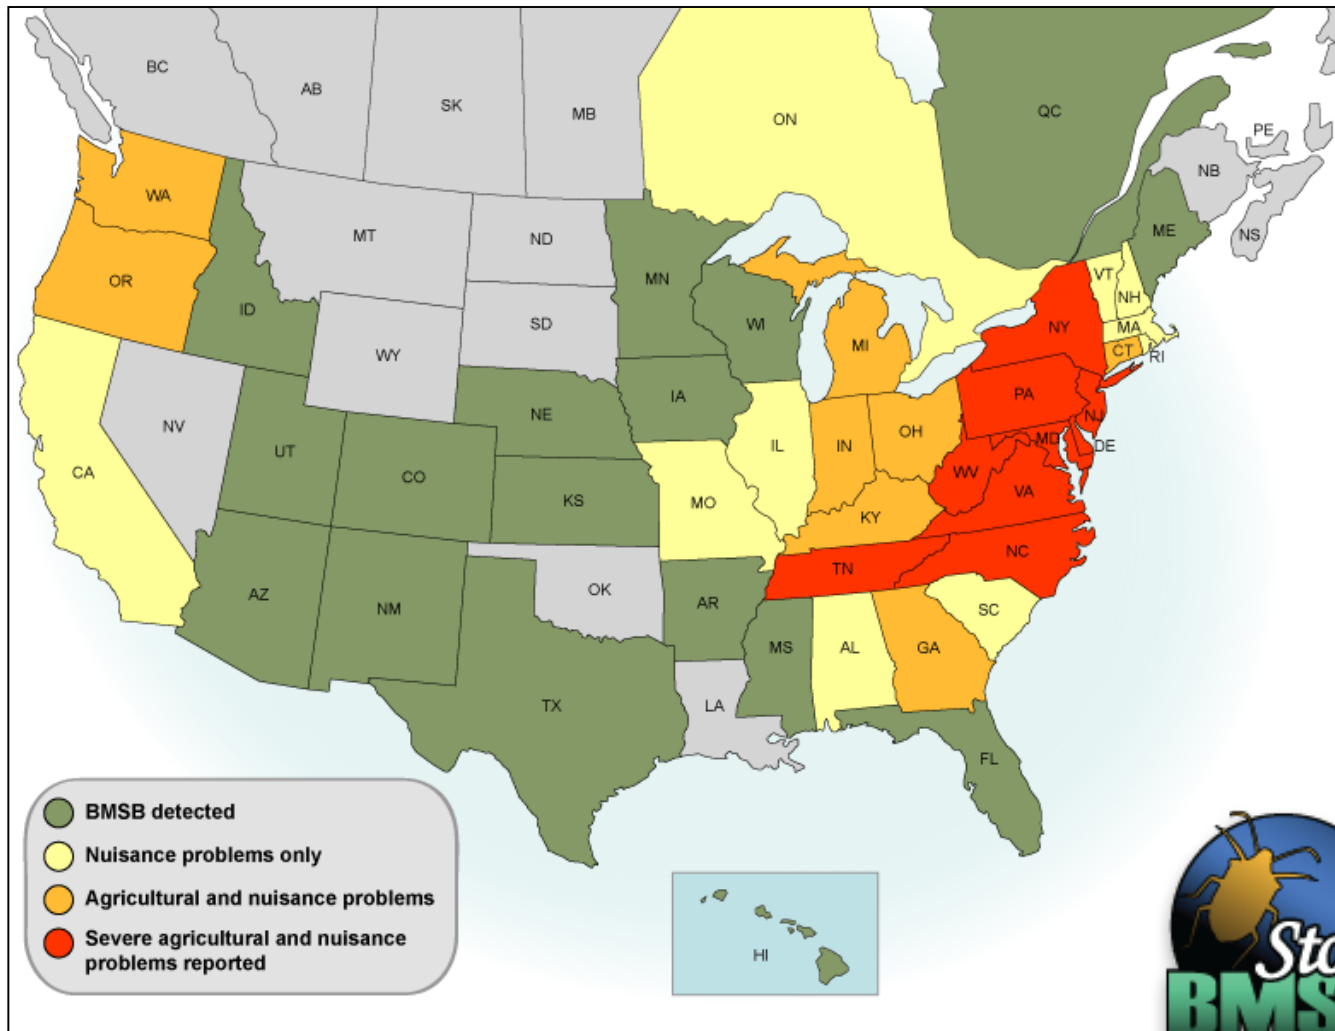 BC
AB
SK
MB
ON
QC
PE
NB
NS
WA
MT
ND
MN
ME
OR
ID
SD
WI
MI
VT
NH
NY
MA
CT
RI
WY
NE
IA
PA
NJ
NV
UT
CO
KS
MO
IL
IN
OH
MD
DE
WV
VA
CA
KY
NC
TN
AZ
NM
OK
AR
SC
MS
AL
GA
TX
LA
FL
HI
BMSB detected
Nuisance problems only
Agricultural and nuisance problems
Severe agricultural and nuisance
problems reported
Sto
BMS